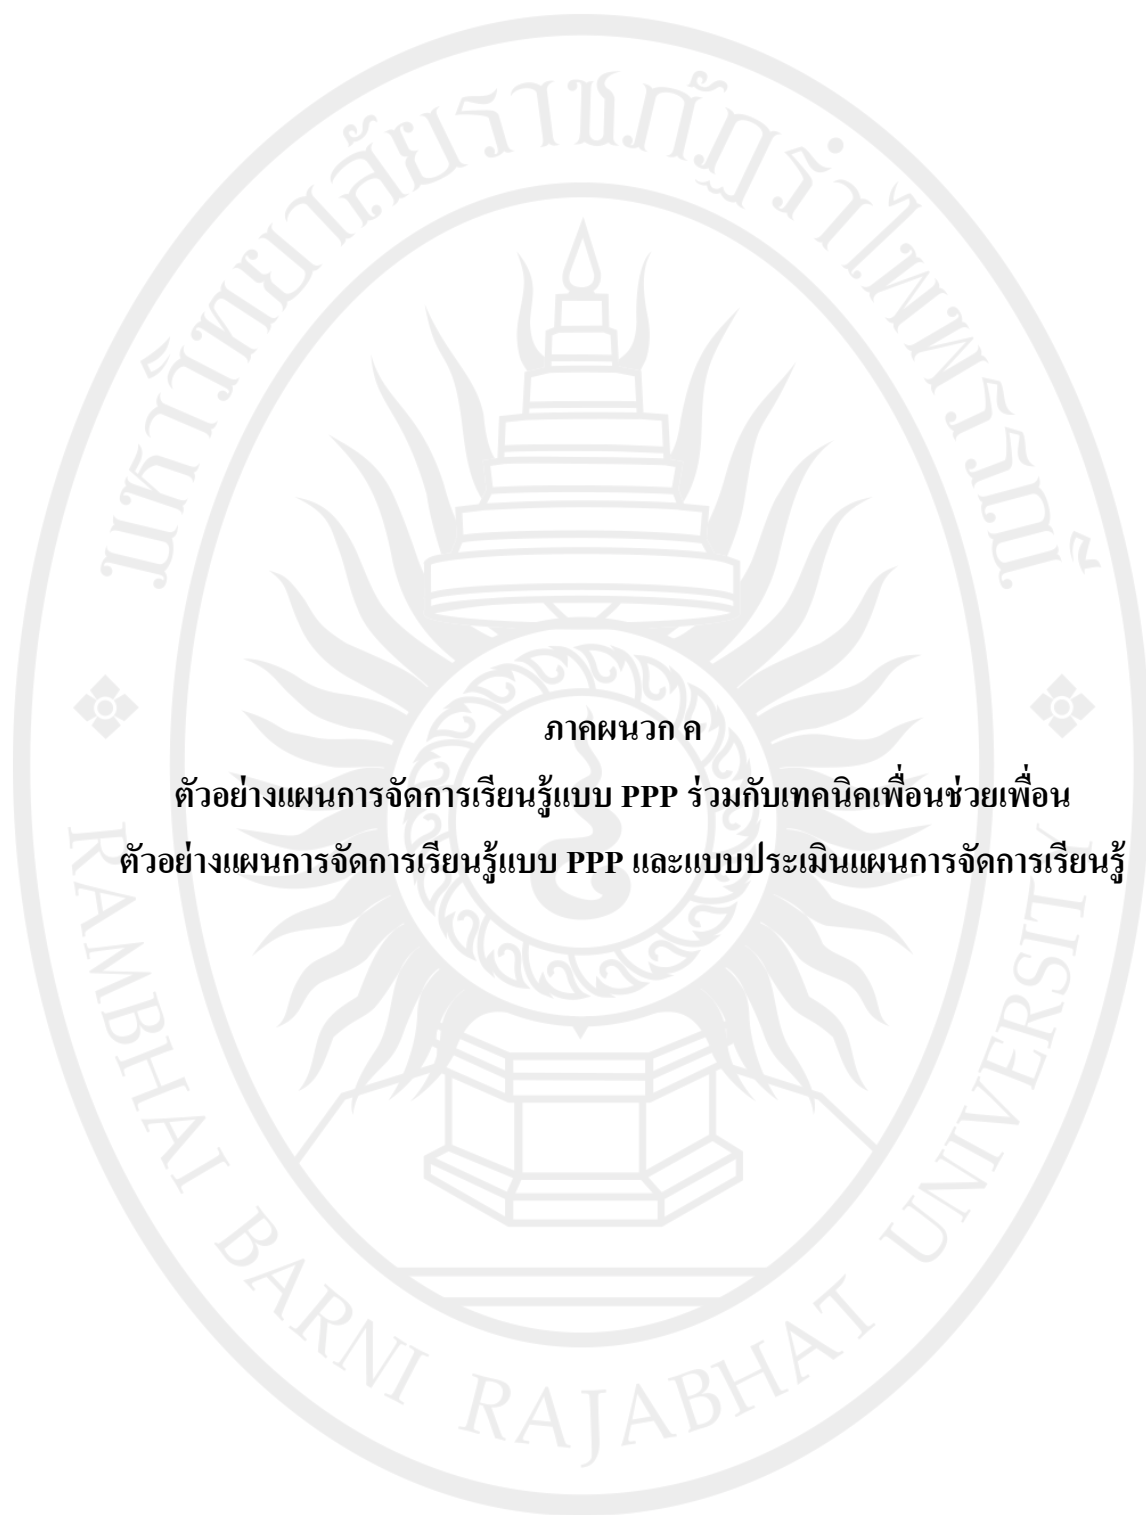 มหาวิทยาลัยราชภัฏรำไพพรรณี
ภาคผนวก ค
ตัวอย่างแผนการจัดการเรียนรู้แบบ PPP ร่วมกับเทคนิคเพื่อนช่วยเพื่อน
ตัวอย่างแผนการจัดการเรียนรู้แบบ PPP และแบบประเมินแผนการจัดการเรียนรู้
RAMBHAI BARNI RAJABHAT UNIVERSITY